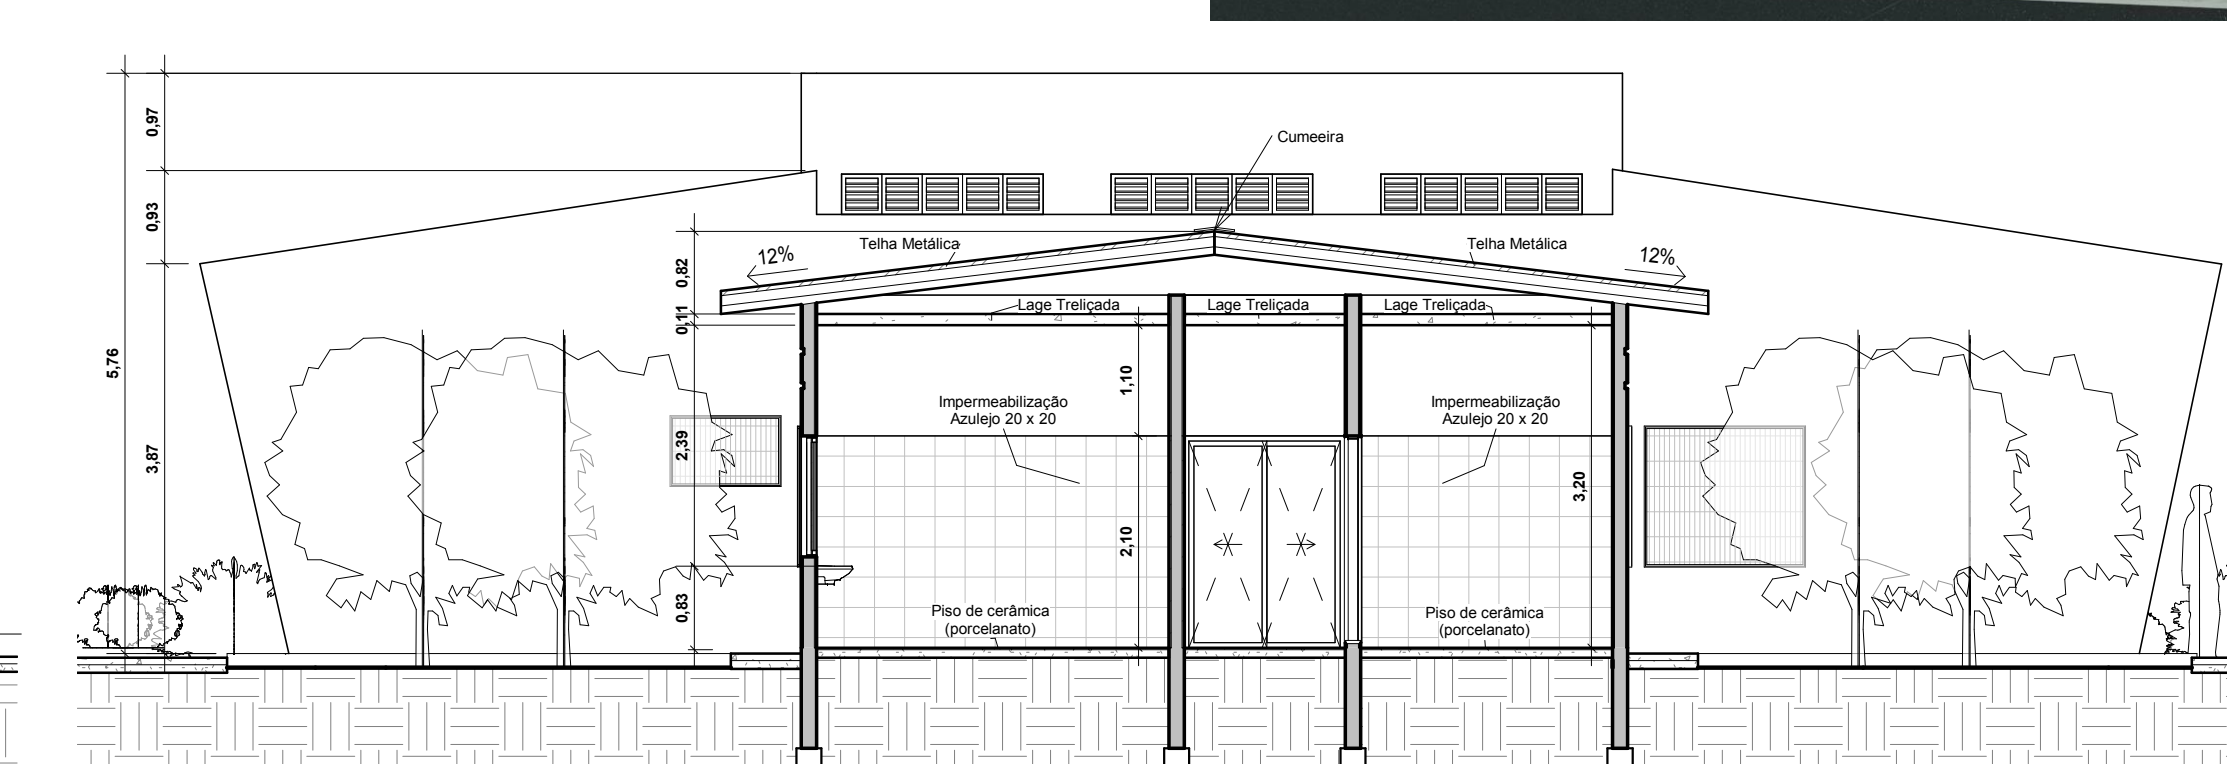 0,97
Cumeeira
0,93
Telha Metálica
Telha Metálica
12%
12%
0,82
Lage Treliçada
Lage Treliçada
Lage Treliçada
0,11
5,76
1,10
Impermeabilização
Azulejo 20 x 20
Impermeabilização
Azulejo 20 x 20
2,39
3,87
3,20
2,10
0,83
Piso de cerâmica
(porcelanato)
Piso de cerâmica
(porcelanato)